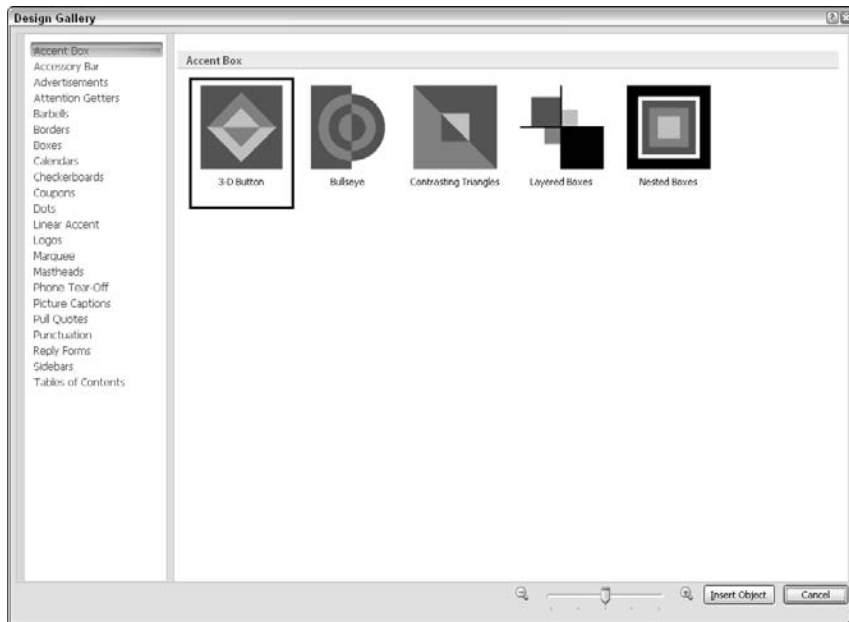 Design Gallery
Accent Box
Accessory Bar
Advertisements
Attention Getters
Barbells
Borders
Boxes
Calendars
Checkerboards
Coupons
Dots
Linear Accent
Logos
Marquee
Mastheads
Phone Tear-Off
Picture Captions
Pull Quotes
Punctuation
Reply Forms
Sidebars
Tables of Contents
Accent Box
3-D Button Bullseye Contrasting Triangles Layered Boxes Nested Boxes
Insert Object Cancel